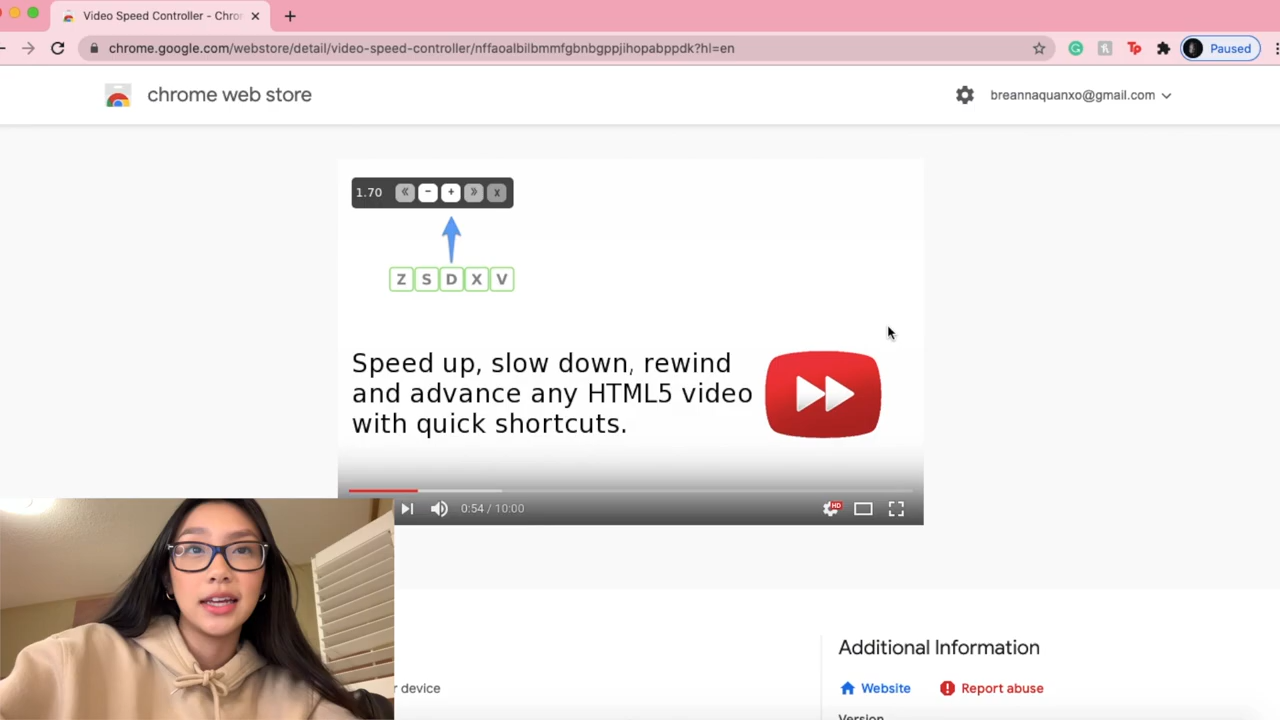 Video Speed Controller - Chro
chrome.google.com/webstore/detail/video-speed-controller/nffaoalbilbmmfgbnbgppjihopabppdk?hl=en
Paused
chrome web store
breannaquanxo@gmail.com
1.70 « - + » x
Z S D X V
Speed up, slow down, rewind
and advance any HTML5 video
with quick shortcuts.
0:54 / 10:00
HD
Additional Information
r device
Website
Report abuse
Version